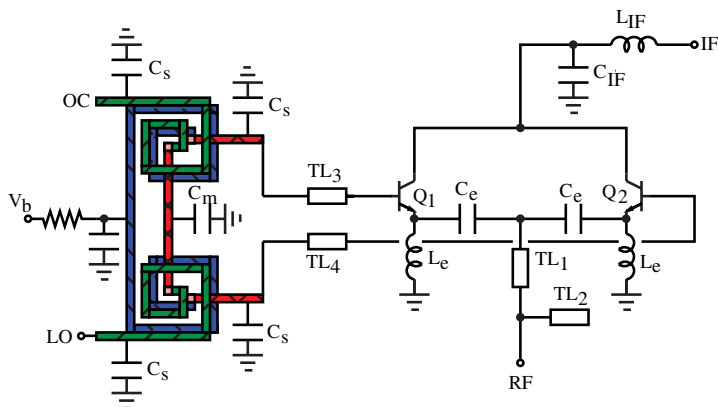 L_IF
IF
C_s
C_IF
OC
C_s
TL_3
Q_1
C_e
C_e
Q_2
V_b
C_m
TL_4
L_e
TL_1
L_e
TL_2
LO
C_s
C_s
RF